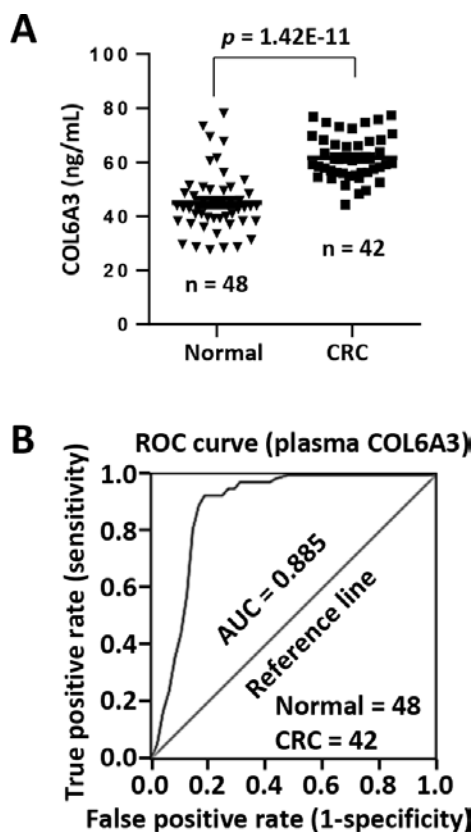 A
p = 1.42E-11
COL6A3 (ng/mL)
100
80
60
40
20
0
n = 48
n = 42
Normal
CRC
B
ROC curve (plasma COL6A3)
True positive rate (sensitivity)
1.0
0.8
0.6
0.4
0.2
0.0
AUC = 0.885
Reference line
Normal = 48
CRC = 42
0.0 0.2 0.4 0.6 0.8 1.0
False positive rate (1-specificity)